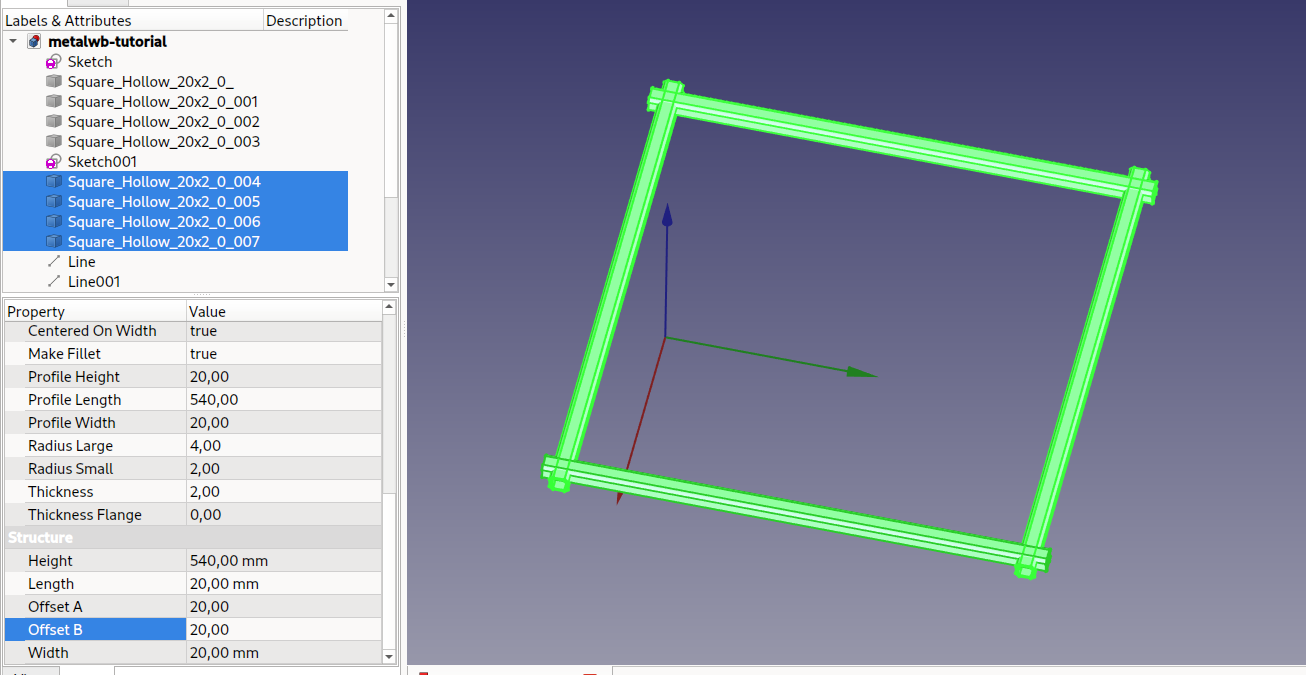 Labels & Attributes Description
metalwb-tutorial
Sketch
Square_Hollow_20x2_0_
Square_Hollow_20x2_0_001
Square_Hollow_20x2_0_002
Square_Hollow_20x2_0_003
Sketch001
Square_Hollow_20x2_0_004
Square_Hollow_20x2_0_005
Square_Hollow_20x2_0_006
Square_Hollow_20x2_0_007
Line
Line001
Property Value
Centered On Width true
Make Fillet true
Profile Height 20,00
Profile Length 540,00
Profile Width 20,00
Radius Large 4,00
Radius Small 2,00
Thickness 2,00
Thickness Flange 0,00
Structure
Height 540,00 mm
Length 20,00 mm
Offset A 20,00
Offset B 20,00
Width 20,00 mm